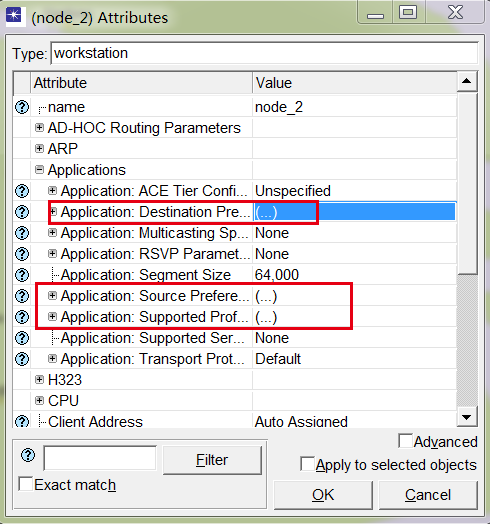 (node_2) Attributes
Type: workstation
Attribute Value
name node_2
AD-HOC Routing Parameters
ARP
Applications
Application: ACE Tier Confi... Unspecified
Application: Destination Pre... (...)
Application: Multicasting Sp... None
Application: RSVP Paramet... None
Application: Segment Size 64,000
Application: Source Prefere... (...)
Application: Supported Prof... (...)
Application: Supported Ser... None
Application: Transport Prot... Default
H323
CPU
Client Address Auto Assigned
Advanced
Filter
Apply to selected objects
Exact match
OK Cancel